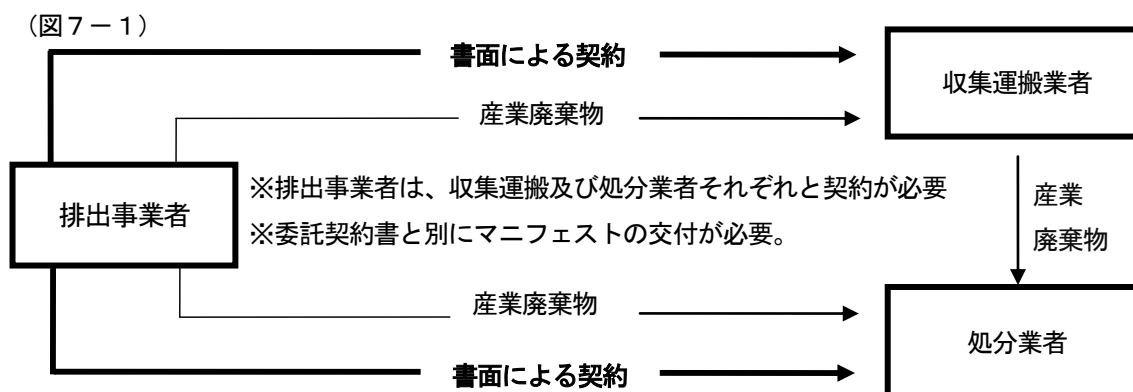 (図7-1)
書面による契約
収集運搬業者
産業廃棄物
排出事業者
※排出事業者は、収集運搬及び処分業者それぞれと契約が必要
※委託契約書と別にマニフェストの交付が必要。
産業
廃棄物
産業廃棄物
処分業者
書面による契約